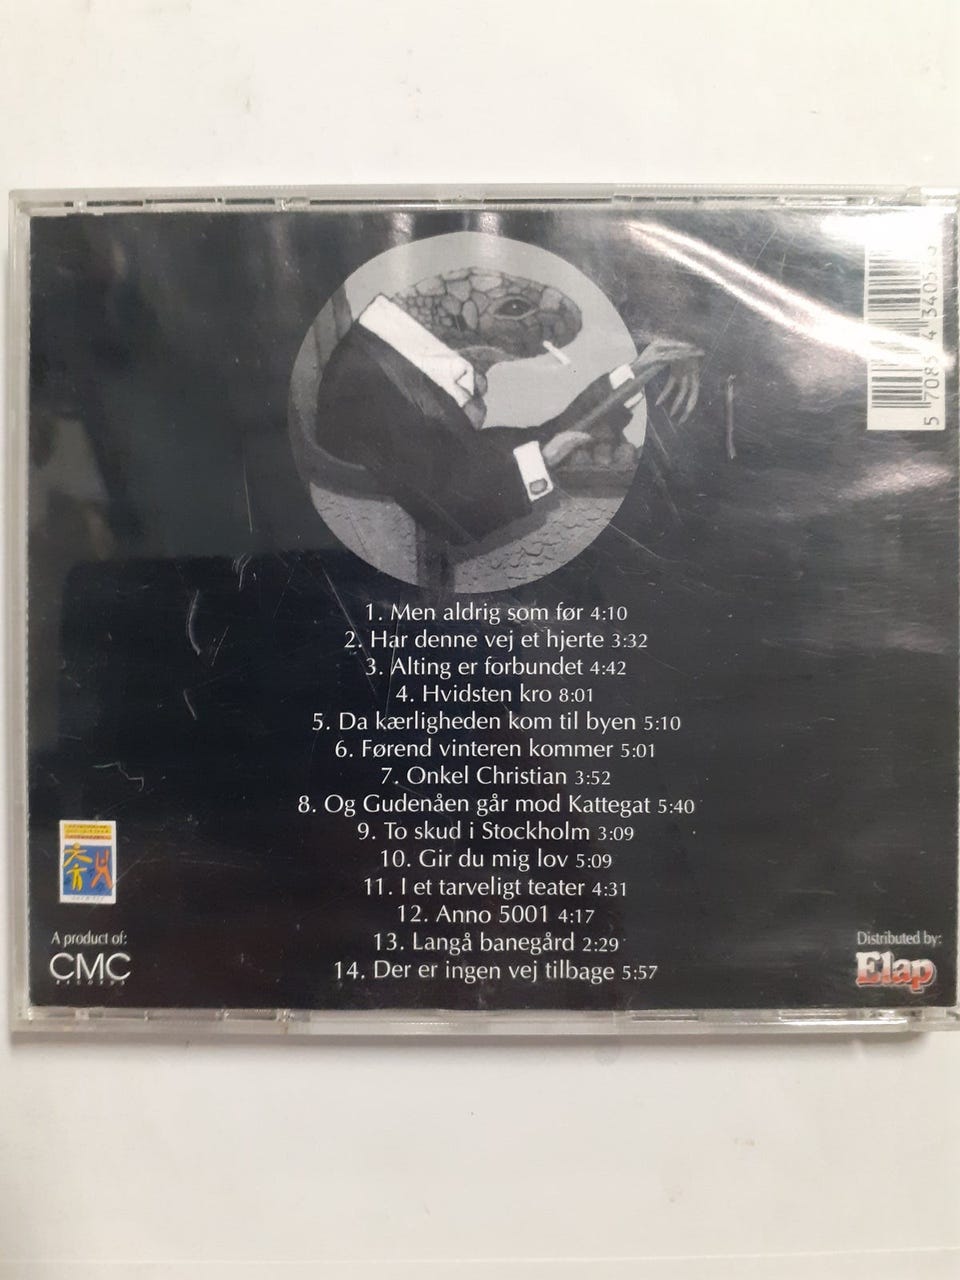 1. Men aldrig som før 4:10
2. Har denne vej et hjerte 3:32
3. Alting er forbundet 4:42
4. Hvidsten kro 8:01
5. Da kærligheden kom til byen 5:10
6. Førend vinteren kommer 5:01
7. Onkel Christian 3:52
8. Og Gudenåen går mod Kattegat 5:40
9. To skud i Stockholm 3:09
10. Gir du mig lov 5:09
11. I et tarveligt teater 4:31
12. Anno 5001 4:17
13. Langå banegård 2:29
14. Der er ingen vej tilbage 5:57
A product of:
CMC
RECORDS
Distributed by:
Elap